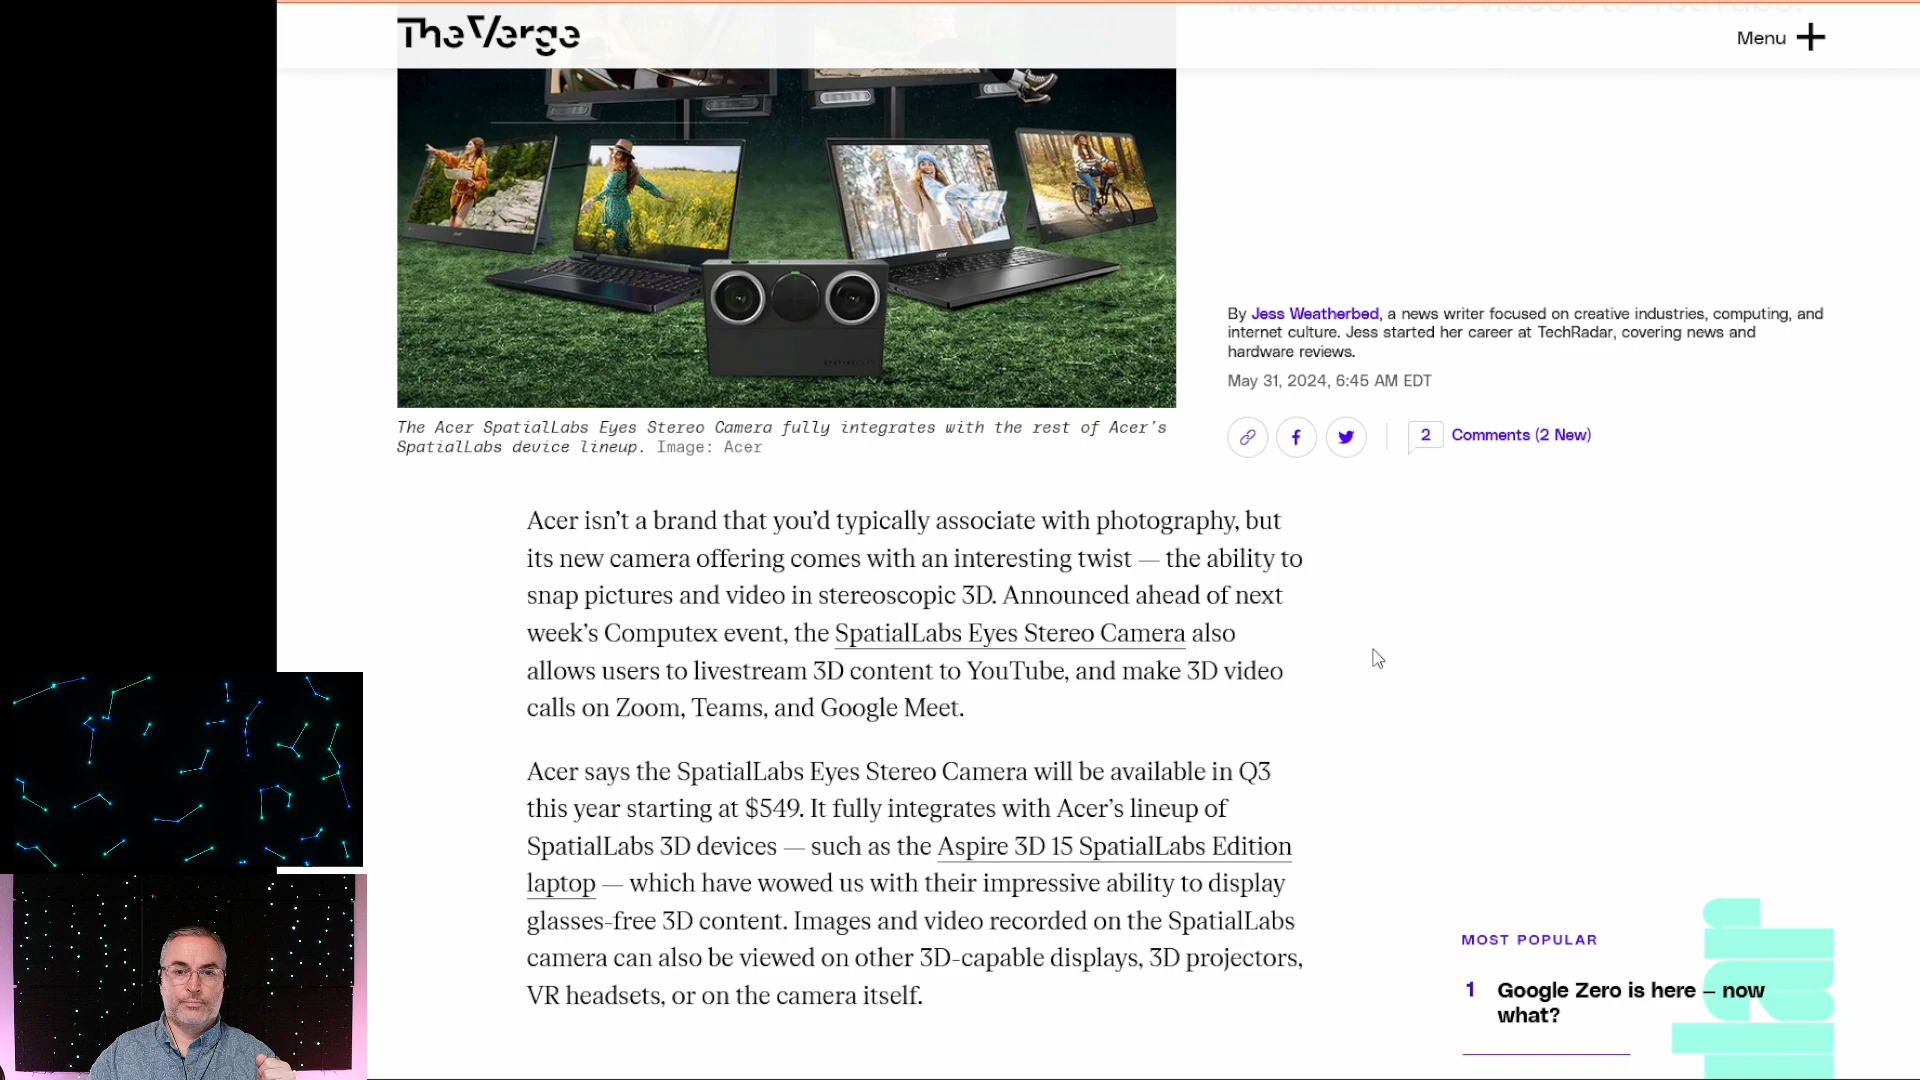 livestream 3D videos to YouTube.
The Verge
Menu
acer
SPATIALLABS
By Jess Weatherbed, a news writer focused on creative industries, computing, and
internet culture. Jess started her career at TechRadar, covering news and
hardware reviews.
May 31, 2024, 6:45 AM EDT
2 Comments (2 New)
The Acer SpatialLabs Eyes Stereo Camera fully integrates with the rest of Acer’s
SpatialLabs device lineup. Image: Acer
Acer isn’t a brand that you’d typically associate with photography, but
its new camera offering comes with an interesting twist — the ability to
snap pictures and video in stereoscopic 3D. Announced ahead of next
week’s Computex event, the SpatialLabs Eyes Stereo Camera also
allows users to livestream 3D content to YouTube, and make 3D video
calls on Zoom, Teams, and Google Meet.
Acer says the SpatialLabs Eyes Stereo Camera will be available in Q3
this year starting at $549. It fully integrates with Acer’s lineup of
SpatialLabs 3D devices — such as the Aspire 3D 15 SpatialLabs Edition
laptop — which have wowed us with their impressive ability to display
glasses-free 3D content. Images and video recorded on the SpatialLabs
camera can also be viewed on other 3D-capable displays, 3D projectors,
VR headsets, or on the camera itself.
MOST POPULAR
1 Google Zero is here — now
what?